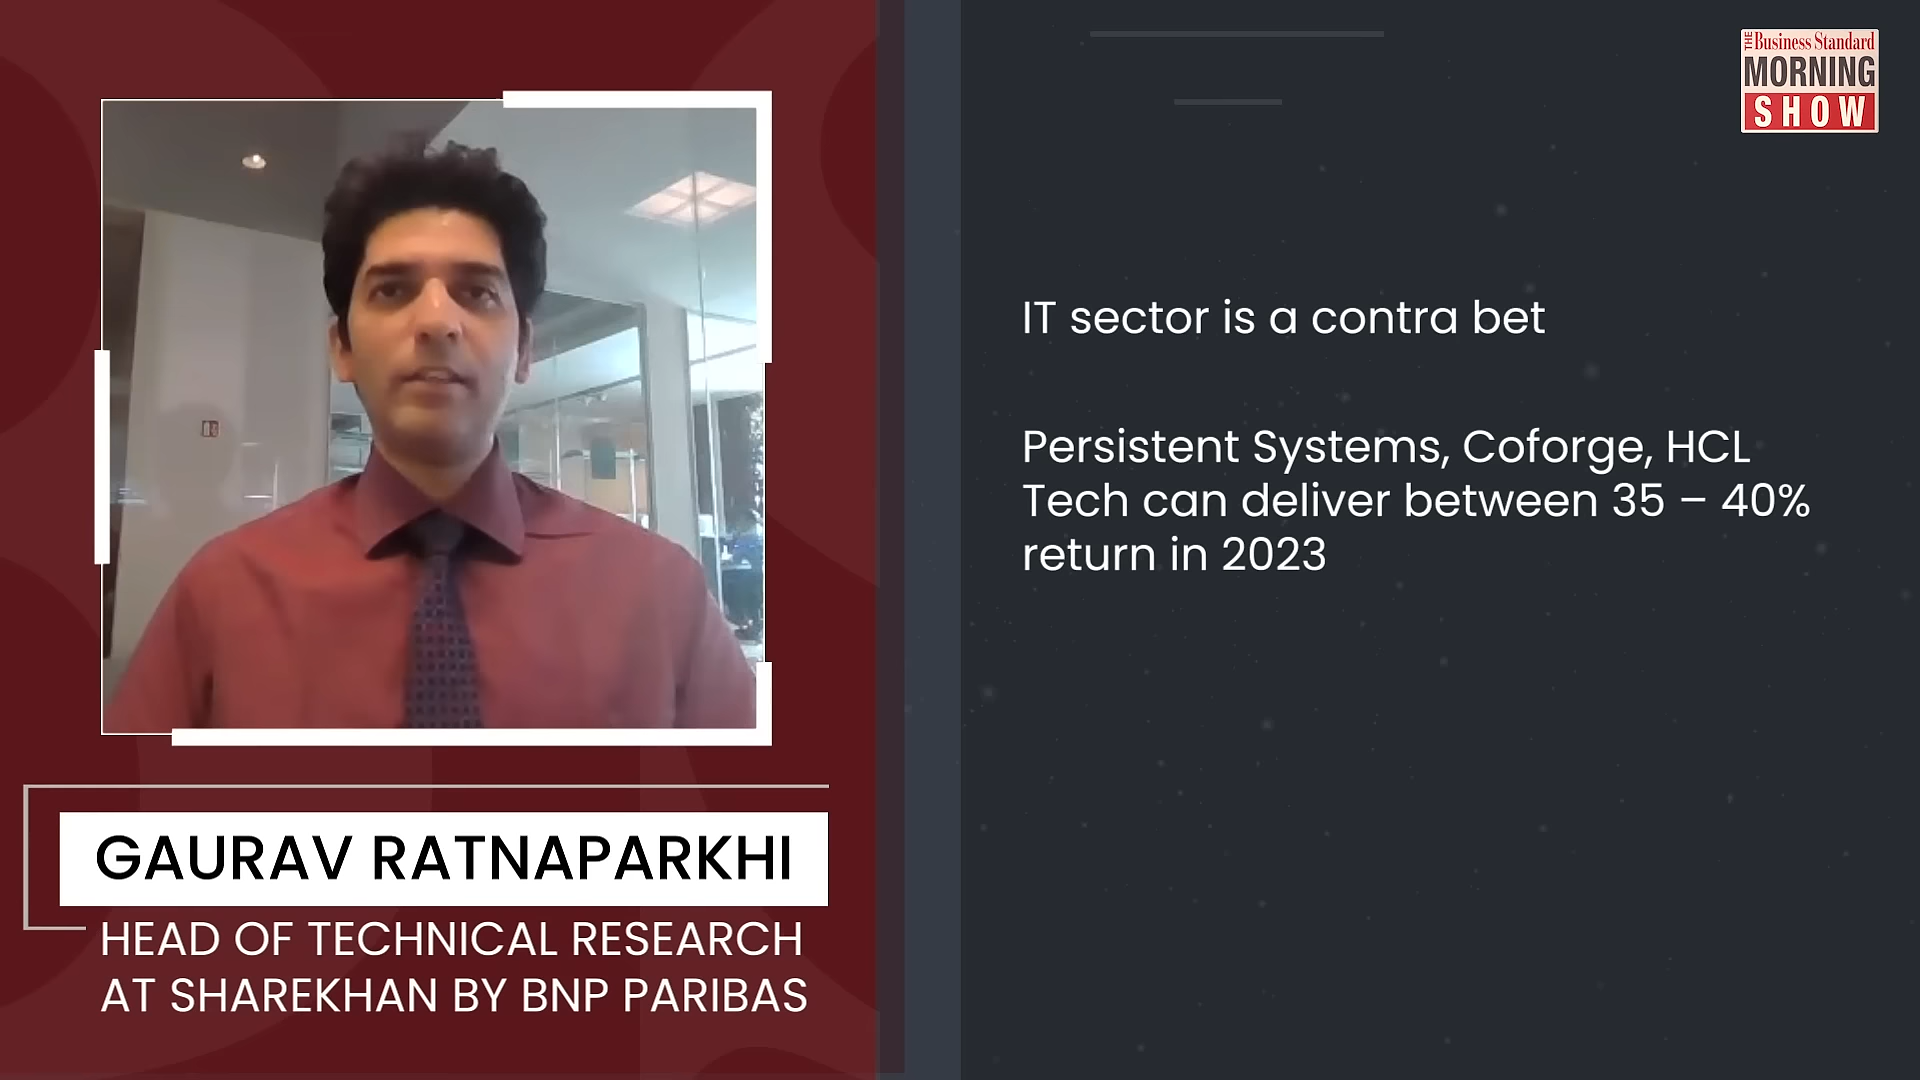 THE
Business Standard
MORNING
SHOW
IT sector is a contra bet
Persistent Systems, Coforge, HCL
Tech can deliver between 35 – 40%
return in 2023
GAURAV RATNAPARKHI
HEAD OF TECHNICAL RESEARCH
AT SHAREKHAN BY BNP PARIBAS